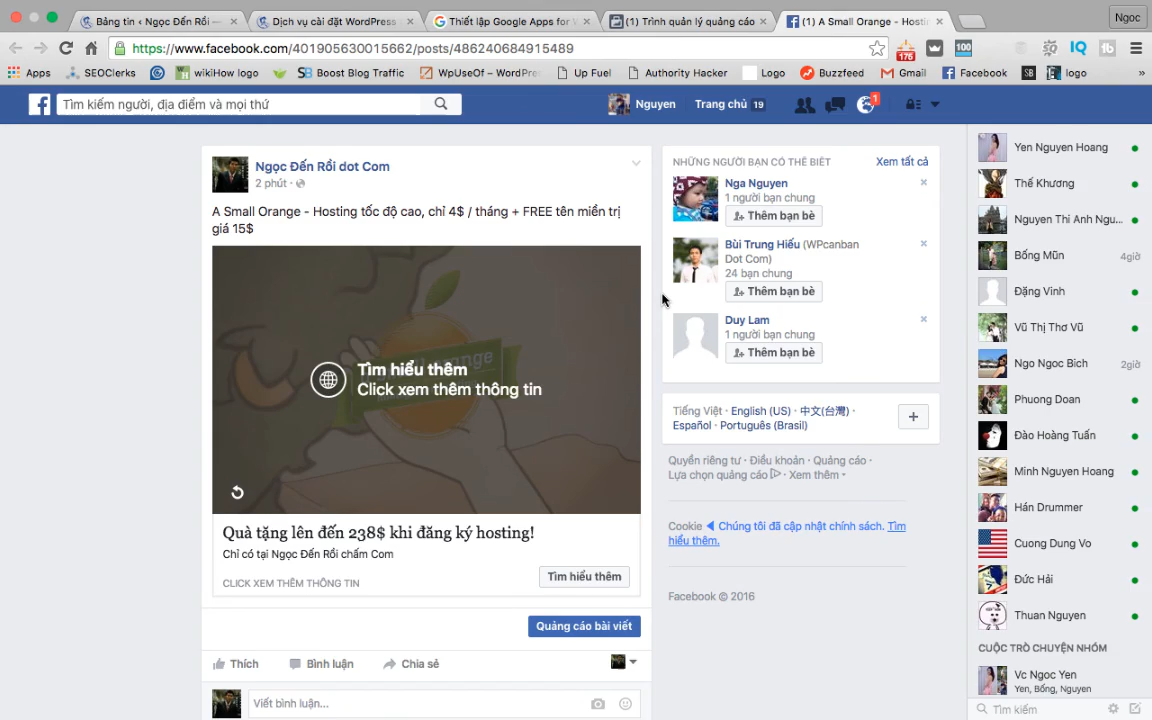 Bảng tin ‹ Ngọc Đến Rồi —
Dịch vụ cài đặt WordPress
Thiết lập Google Apps for W
(1) Trình quản lý quảng cáo
(1) A Small Orange - Hostin
Ngoc
https://www.facebook.com/401905630015662/posts/486240684915489
175
100
IQ
Apps
SEOClerks
wikiHow logo
Boost Blog Traffic
WpUseOf – WordPre
Up Fuel
Authority Hacker
Logo
Buzzfeed
Gmail
Facebook
SB
logo
»
Tìm kiếm người, địa điểm và mọi thứ
Nguyen
Trang chủ 19
1
Ngọc Đến Rồi dot Com
2 phút ·
A Small Orange - Hosting tốc độ cao, chỉ 4$ / tháng + FREE tên miền trị
giá 15$
Tìm hiểu thêm
Click xem thêm thông tin
Quà tặng lên đến 238$ khi đăng ký hosting!
Chỉ có tại Ngọc Đến Rồi chấm Com
CLICK XEM THÊM THÔNG TIN
Tìm hiểu thêm
Quảng cáo bài viết
Thích
Bình luận
Chia sẻ
Viết bình luận...
NHỮNG NGƯỜI BẠN CÓ THỂ BIẾT
Xem tất cả
Nga Nguyen
1 người bạn chung
Thêm bạn bè
Bùi Trung Hiếu (WPcanban
Dot Com)
24 bạn chung
Thêm bạn bè
Duy Lam
1 người bạn chung
Thêm bạn bè
Tiếng Việt · English (US) · 中文(台灣) ·
Español · Português (Brasil)
Quyền riêng tư · Điều khoản · Quảng cáo ·
Lựa chọn quảng cáo · Xem thêm
Cookie Chúng tôi đã cập nhật chính sách. Tìm
hiểu thêm.
Facebook © 2016
Yen Nguyen Hoang
Thế Khương
Nguyen Thi Anh Ngu...
Bống Mũn
4giờ
Đặng Vinh
Vũ Thị Thơ Vũ
Ngo Ngoc Bich
2giờ
Phuong Doan
Đào Hoàng Tuấn
Minh Nguyen Hoang
Hán Drummer
Cuong Dung Vo
Đức Hải
Thuan Nguyen
CUỘC TRÒ CHUYỆN NHÓM
Vc Ngoc Yen
Yen, Bống, Nguyen
Tìm kiếm